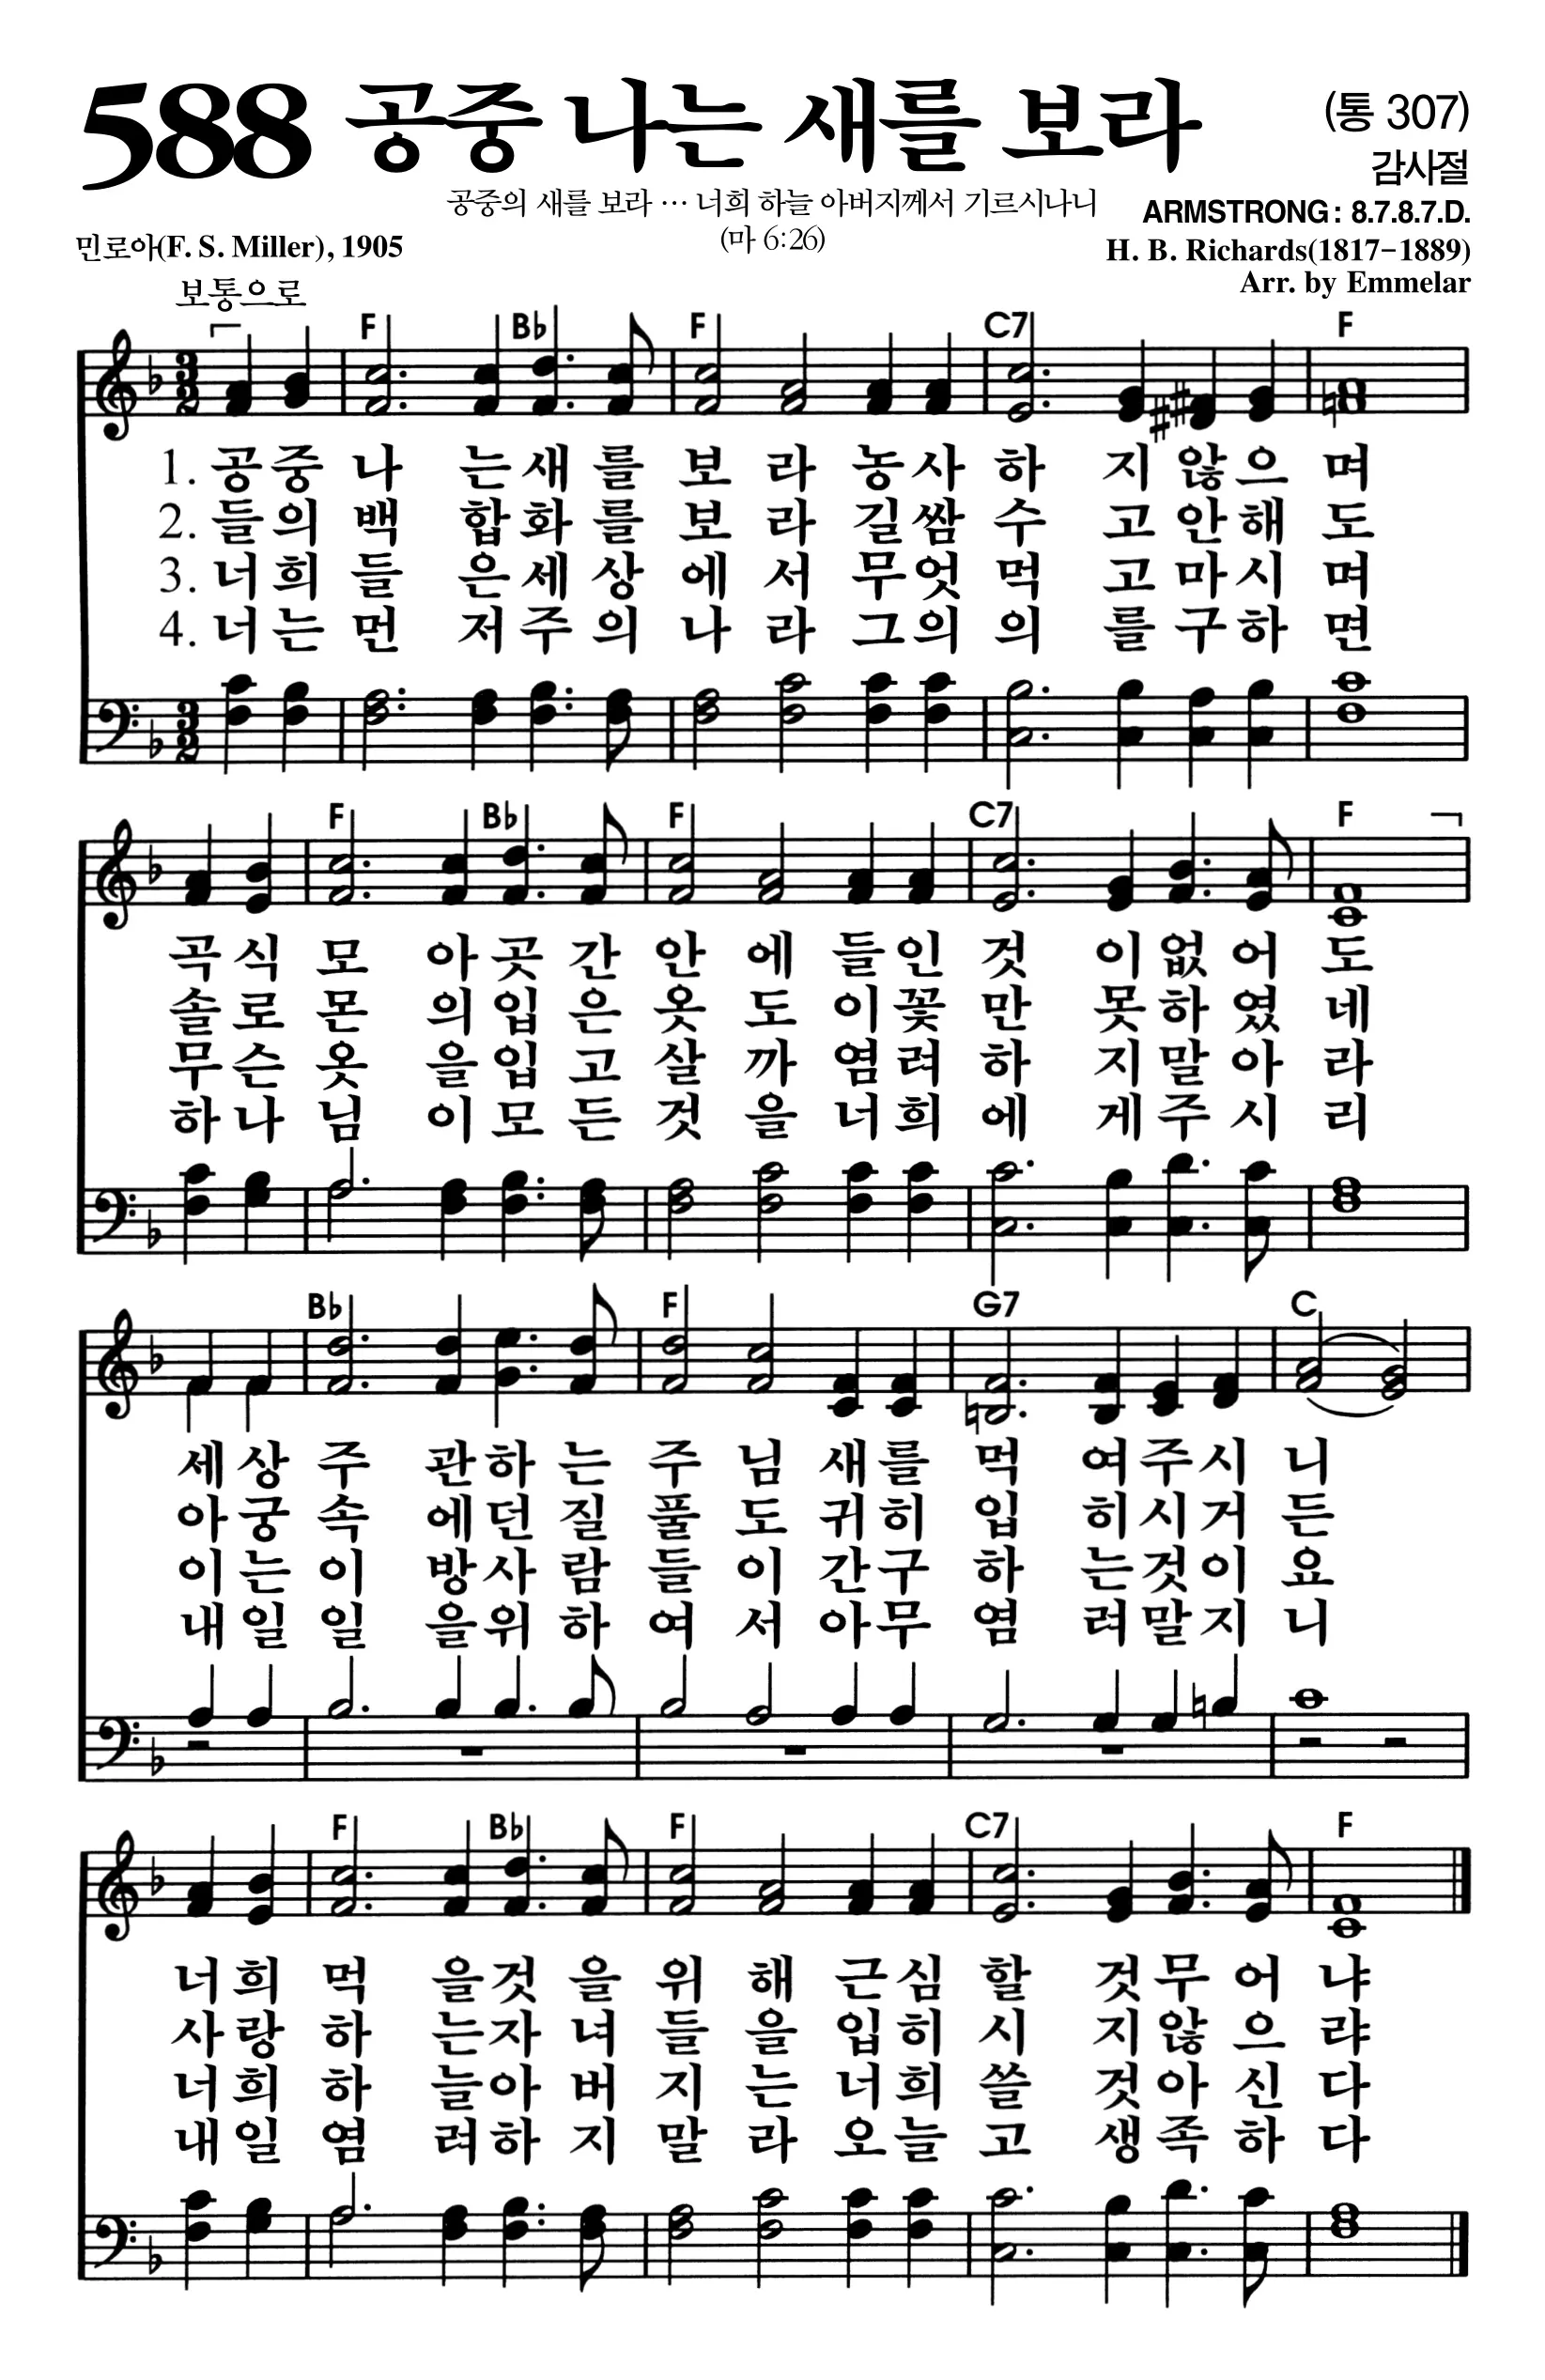 588 공중 나는 새를 보라 (통 307)
감사절
공중의 새를 보라 … 너희 하늘 아버지께서 기르시나니
(마 6:26)
ARMSTRONG : 8.7.8.7.D.
민로아(F. S. Miller), 1905
H. B. Richards(1817-1889)
Arr. by Emmelar
보통으로
F B♭ F C7 F
1. 공중 나 는새 를 보 라 농사 하 지 않으 며
2. 들의 백 합화 를 보 라 길쌈 수 고 안해 도
3. 너희 들 은세 상 에 서 무엇 먹 고 마시 며
4. 너는 먼 저주 의 나 라 그의 의 를 구하 면
F B♭ F C7 F
곡식 모 아곳 간 안 에 들인 것 이없 어 도
솔로 몬 의입 은 옷 도 이꽃 만 못하 였 네
무슨 옷 을입 고 살 까 염려 하 지말 아 라
하나 님 이모 든 것 을 너희 에 게주 시 리
B♭ F G7 C
세상 주 관하 는 주 님 새를 먹 여주시 니
아궁 속 에던 질 풀 도 귀히 입 히시거 든
이는 이 방사 람 들 이 간구 하 는것이 요
내일 일 을위 하 여 서 아무 염 려말지 니
F B♭ F C7 F
너희 먹 을것 을 위 해 근심 할 것무 어 냐
사랑 하 는자 녀 들 을 입히 시 지않 으 랴
너희 하 늘아 버 지 는 너희 쓸 것아 신 다
내일 염 려하 지 말 라 오늘 고 생족 하 다